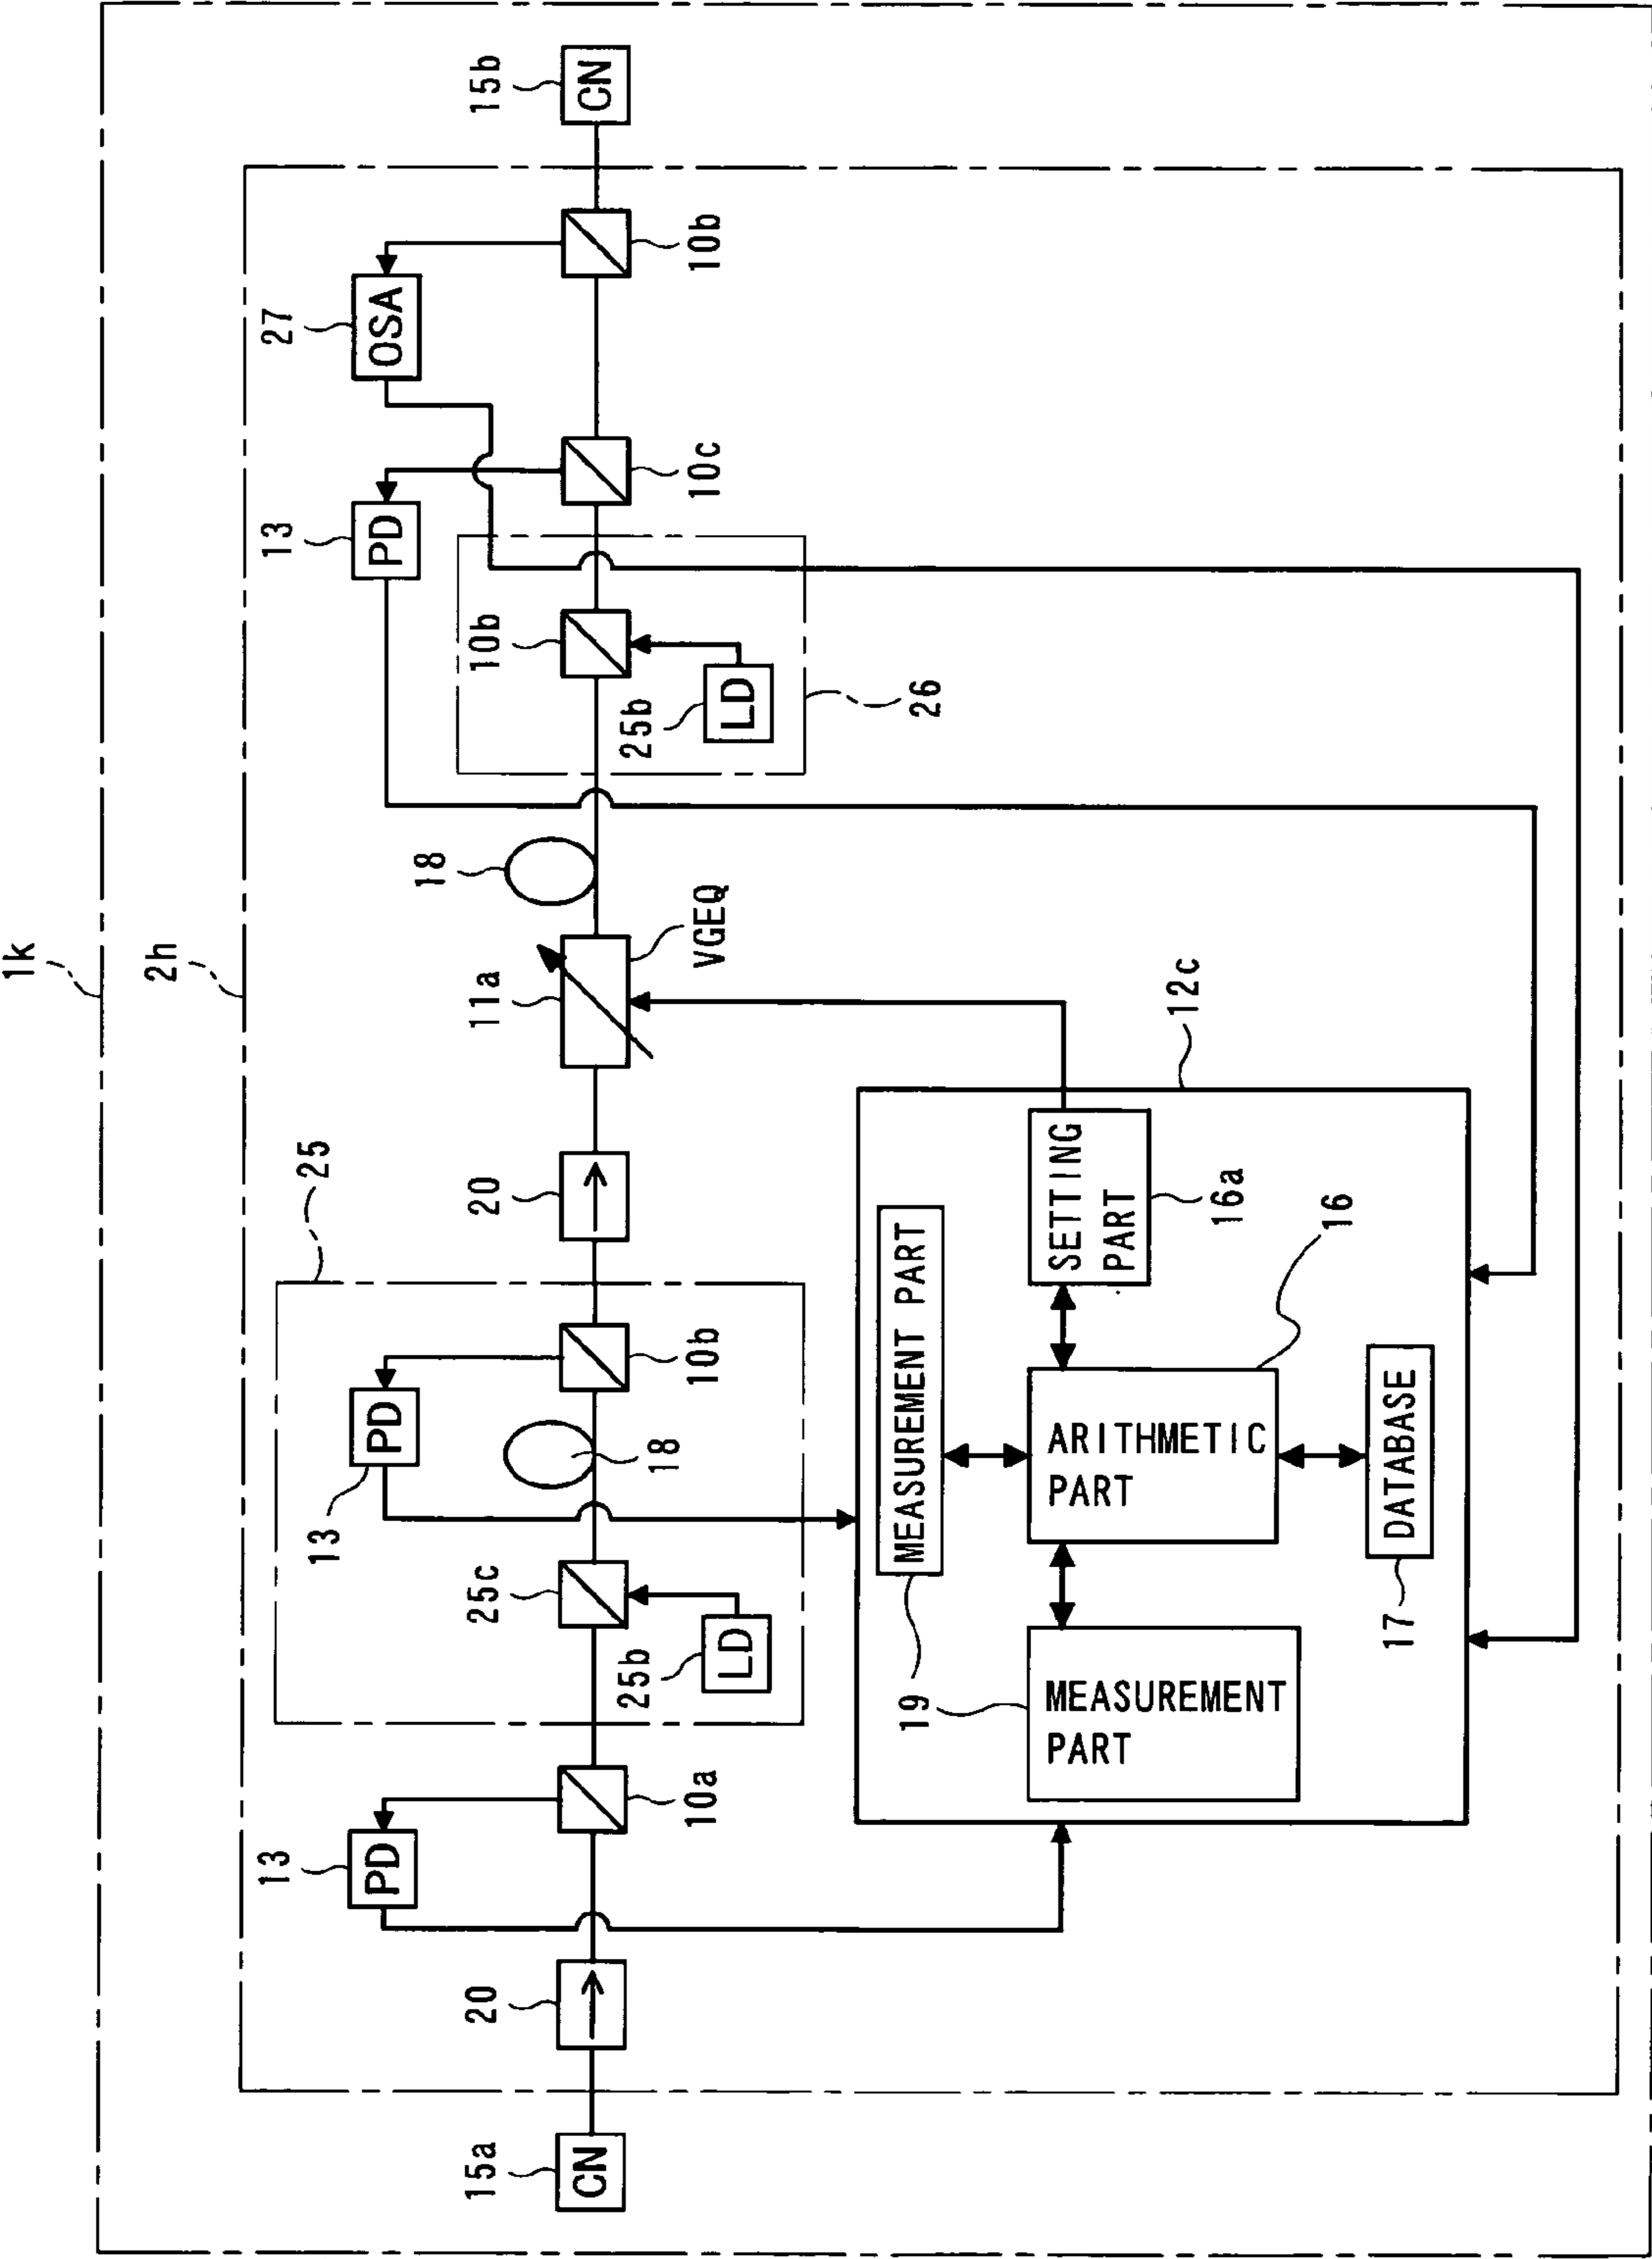 1k
2h
25
13
PD
13
PD
13
PD
27
OSA
15a
CN
20
10a
25c
25b
LD
18
10b
20
11a
VGEQ
18
10b
25b
LD
26
10c
10b
15b
CN
12c
19
MEASUREMENT PART
MEASUREMENT
PART
ARITHMETIC
PART
16
SETTING
PART
16a
17
DATABASE